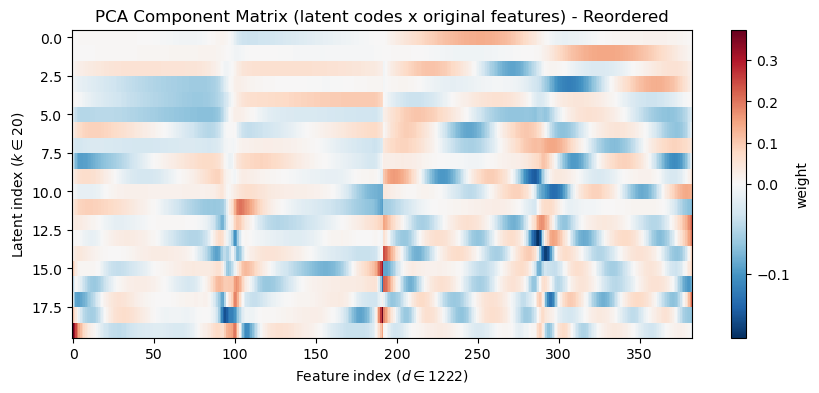 PCA Component Matrix (latent codes x original features) - Reordered
Latent index (k ∈ 20)
0.0
2.5
5.0
7.5
10.0
12.5
15.0
17.5
0 50 100 150 200 250 300 350
Feature index (d ∈ 1222)
0.3
0.2
0.1
0.0
−0.1
weight